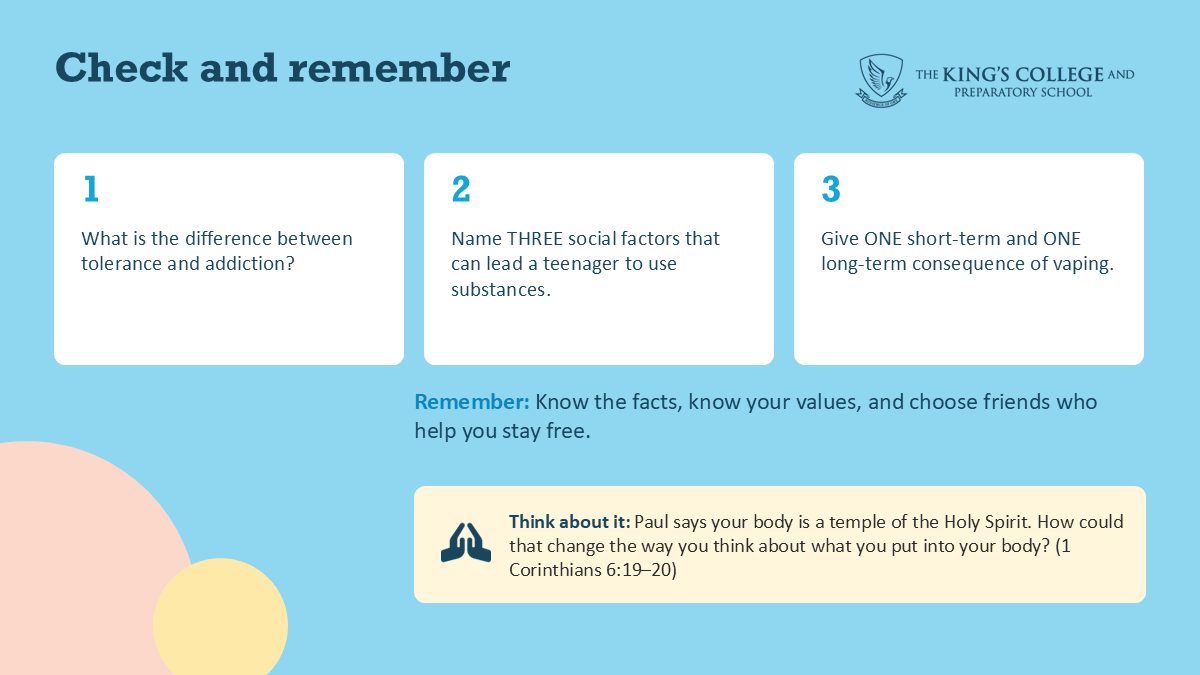 Check and remember
THE KING'S COLLEGE AND
PREPARATORY SCHOOL
1
What is the difference between
tolerance and addiction?
2
Name THREE social factors that
can lead a teenager to use
substances.
3
Give ONE short-term and ONE
long-term consequence of vaping.
Remember: Know the facts, know your values, and choose friends who
help you stay free.
Think about it: Paul says your body is a temple of the Holy Spirit. How could
that change the way you think about what you put into your body? (1
Corinthians 6:19–20)